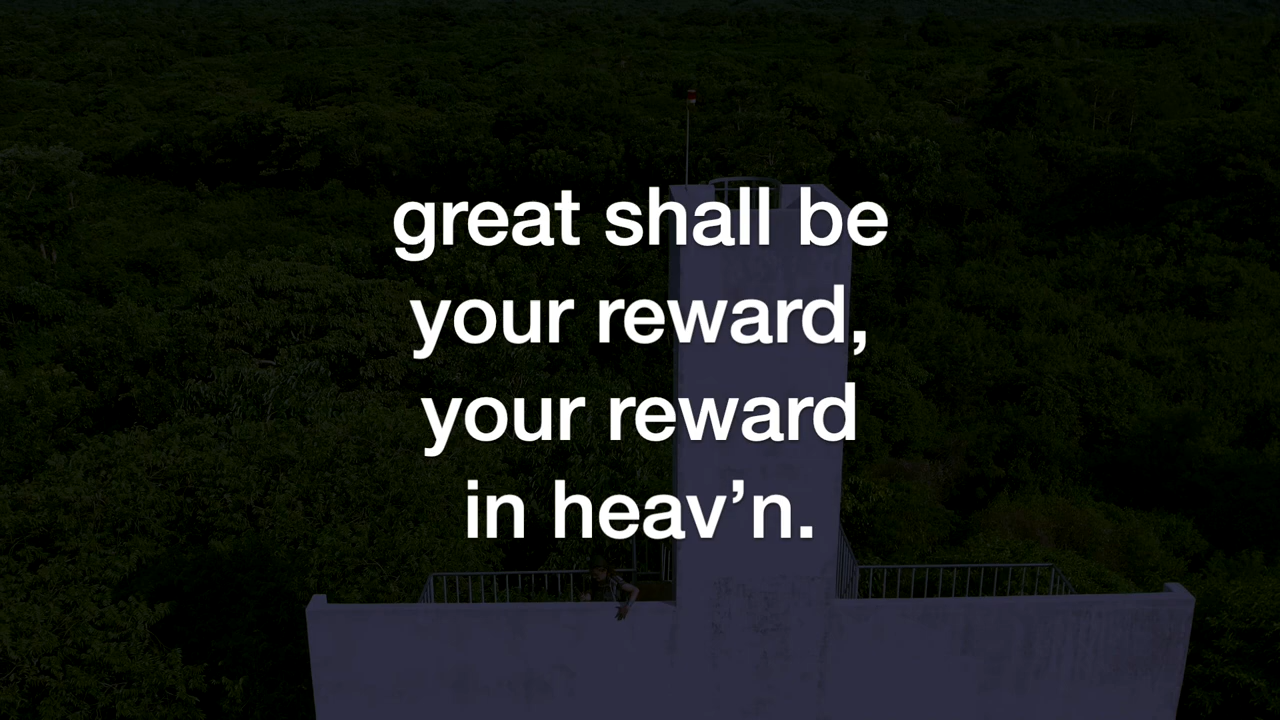 great shall be
your reward,
your reward
in heav’n.